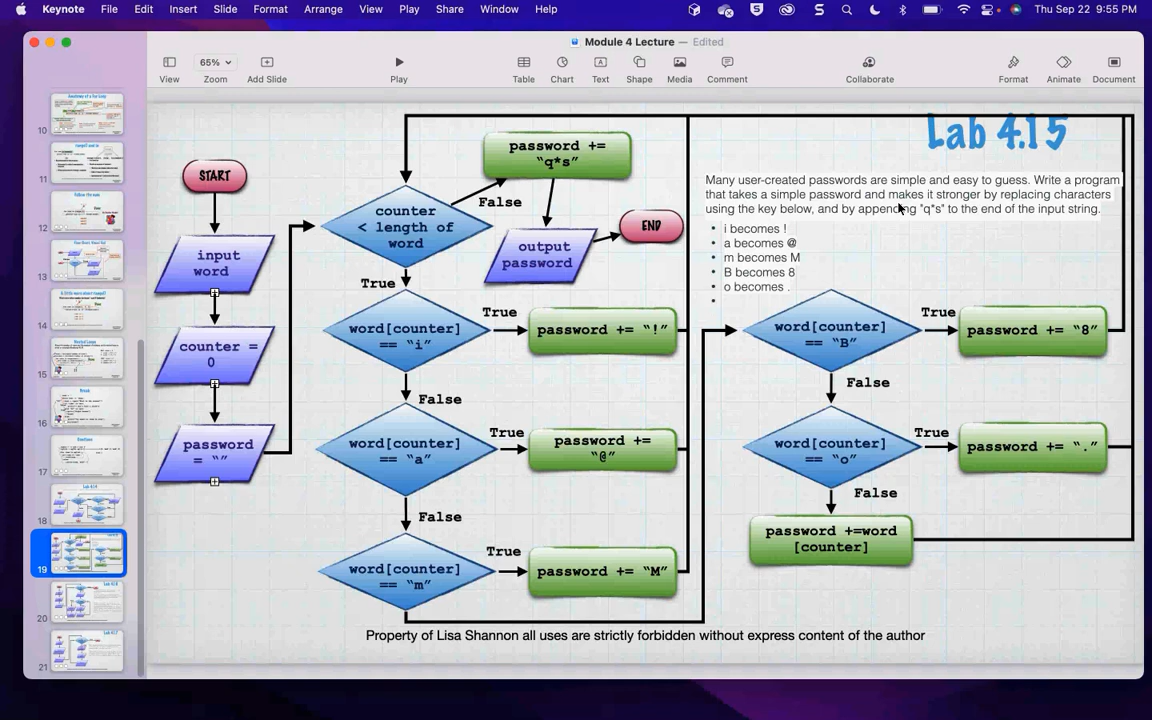 Keynote File Edit Insert Slide Format Arrange View Play Share Window Help
Thu Sep 22 9:55 PM
Module 4 Lecture — Edited
65%
View Zoom Add Slide Play Table Chart Text Shape Media Comment Collaborate Format Animate Document
10
11
12
13
14
15
16
17
18
19
20
21
Lab 4.15
Many user-created passwords are simple and easy to guess. Write a program
that takes a simple password and makes it stronger by replacing characters
using the key below, and by appending "q*s" to the end of the input string.
• i becomes !
• a becomes @
• m becomes M
• B becomes 8
• o becomes .
•
START
input
word
counter =
0
password
= “”
counter
< length of
word
False
password +=
“q*s”
output
password
END
True
word[counter]
== “i”
True
password += “!”
False
word[counter]
== “a”
True
password +=
“@”
False
word[counter]
== “m”
True
password += “M”
word[counter]
== “B”
True
password += “8”
False
word[counter]
== “o”
True
password += “.”
False
password +=word
[counter]
Property of Lisa Shannon all uses are strictly forbidden without express content of the author